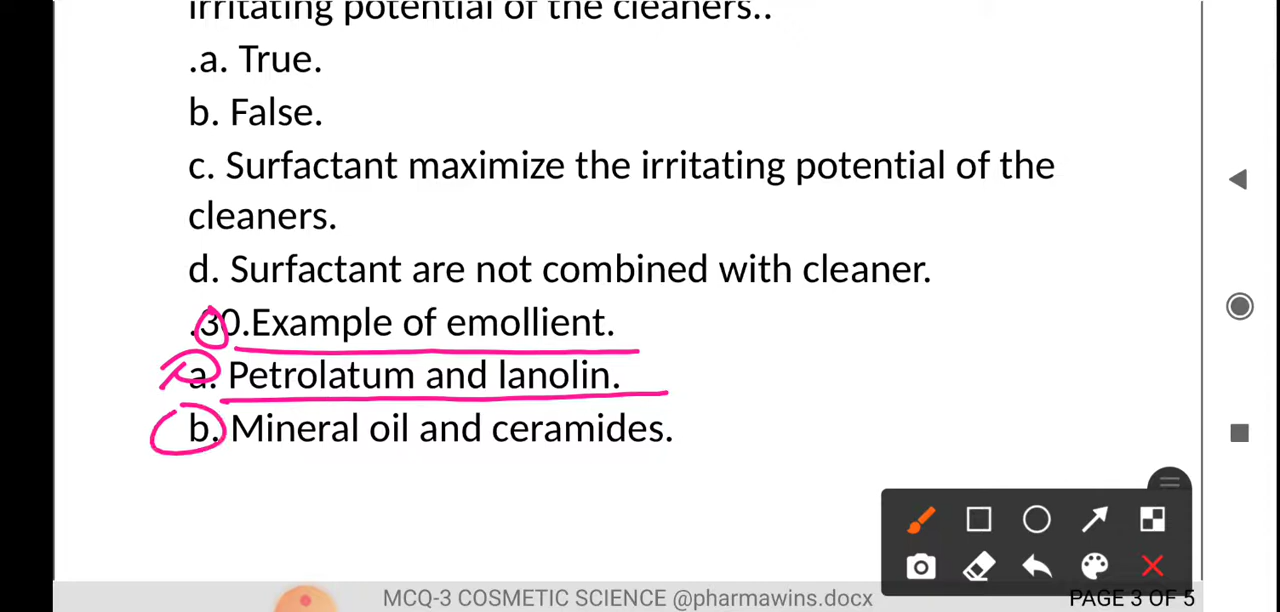 irritating potential of the cleaners..
.a. True.
b. False.
c. Surfactant maximize the irritating potential of the
cleaners.
d. Surfactant are not combined with cleaner.
.30.Example of emollient.
a. Petrolatum and lanolin.
b. Mineral oil and ceramides.
MCQ-3 COSMETIC SCIENCE @pharmawins.docx
PAGE 3 OF 5